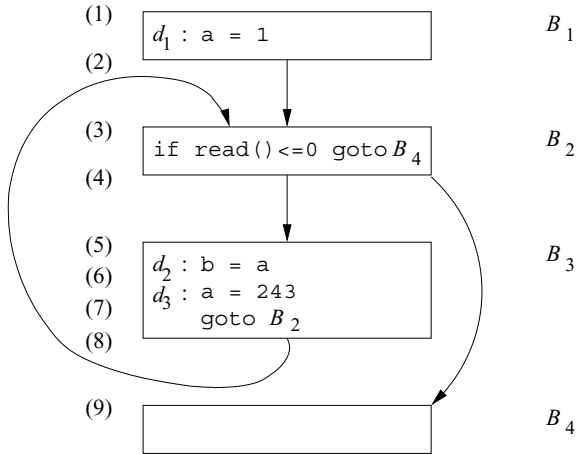 (1)
d1 : a = 1
B1
(2)
(3)
if read()<=0 goto B4
B2
(4)
(5)
d2 : b = a
B3
(6)
d3 : a = 243
(7)
goto B2
(8)
(9)
B4